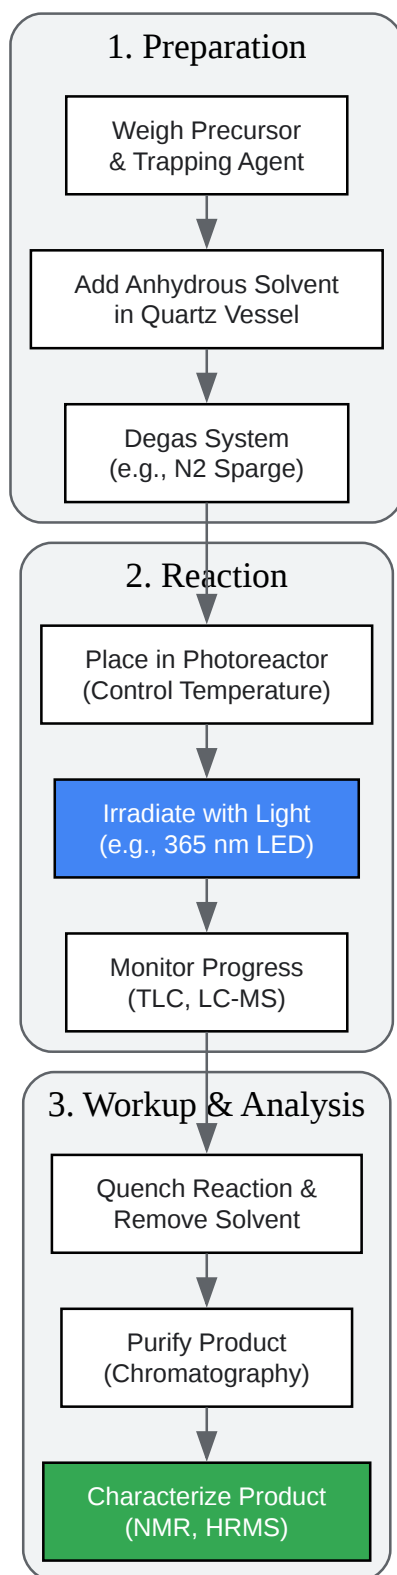 1. Preparation
Weigh Precursor
& Trapping Agent
Add Anhydrous Solvent
in Quartz Vessel
Degas System
(e.g., N2 Sparge)
2. Reaction
Place in Photoreactor
(Control Temperature)
Irradiate with Light
(e.g., 365 nm LED)
Monitor Progress
(TLC, LC-MS)
3. Workup & Analysis
Quench Reaction &
Remove Solvent
Purify Product
(Chromatography)
Characterize Product
(NMR, HRMS)